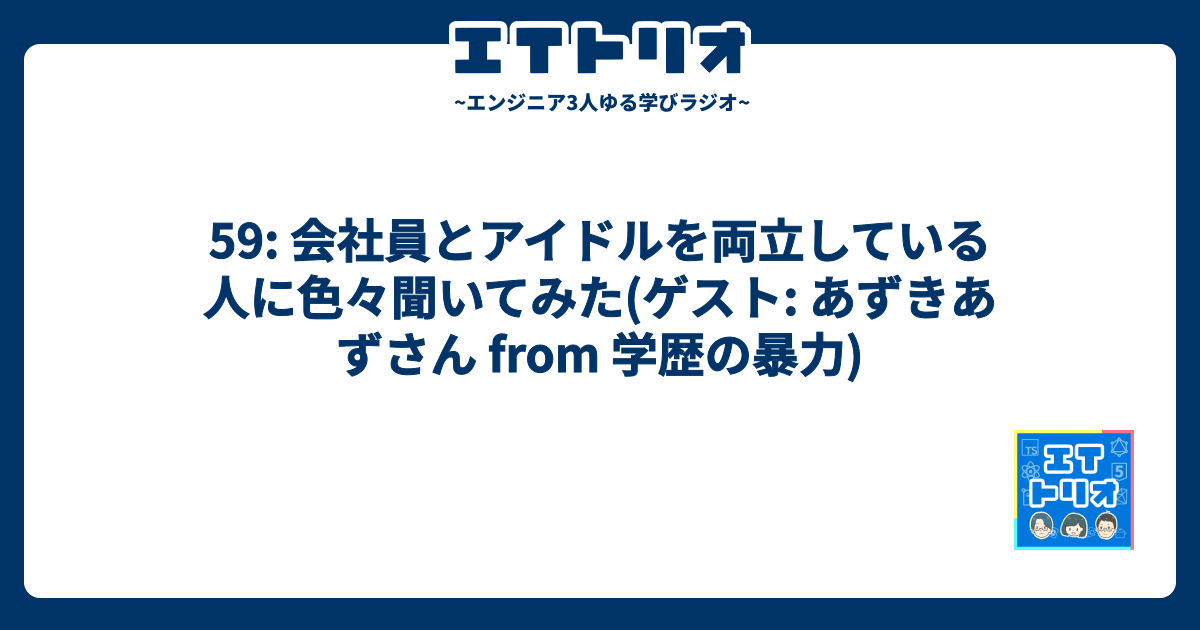 エイトリオ
~エンジニア3人ゆる学びラジオ~
59: 会社員とアイドルを両立している
人に色々聞いてみた(ゲスト: あずきあ
ずさん from 学歴の暴力)
TS
エイ
5
トリオ